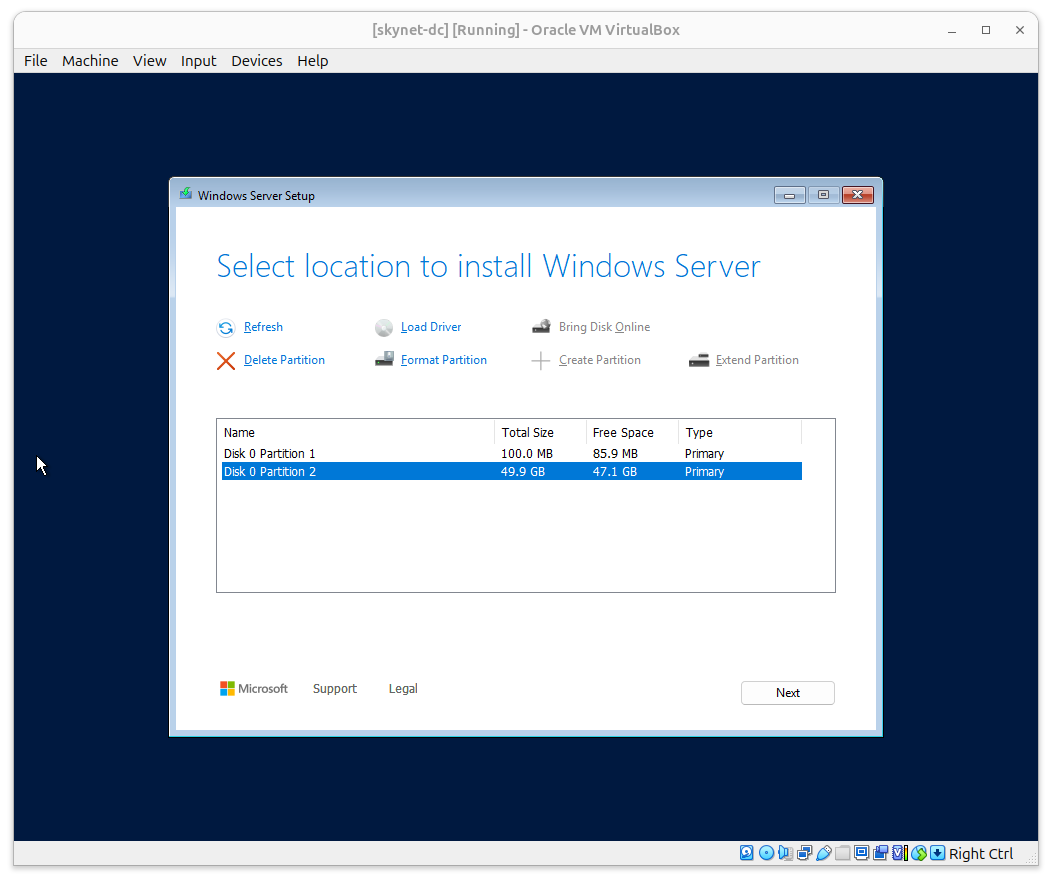 [skynet-dc] [Running] - Oracle VM VirtualBox
File Machine View Input Devices Help
Windows Server Setup
Select location to install Windows Server
Refresh Load Driver Bring Disk Online
Delete Partition Format Partition Create Partition Extend Partition
Name Total Size Free Space Type
Disk 0 Partition 1 100.0 MB 85.9 MB Primary
Disk 0 Partition 2 49.9 GB 47.1 GB Primary
Microsoft Support Legal
Next
Right Ctrl